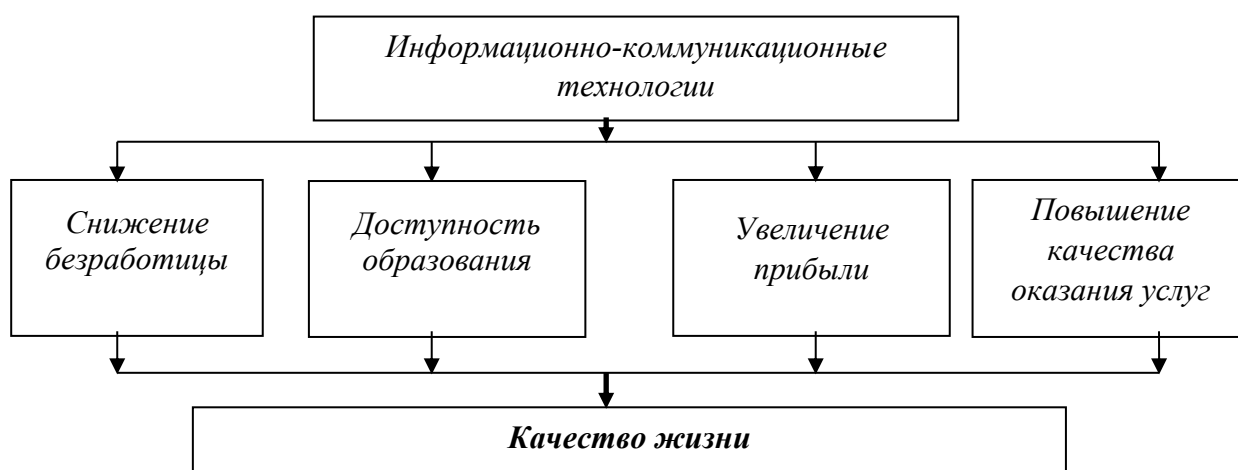 Информационно-коммуникационные
технологии
Снижение
безработицы
Доступность
образования
Увеличение
прибыли
Повышение
качества
оказания услуг
Качество жизни